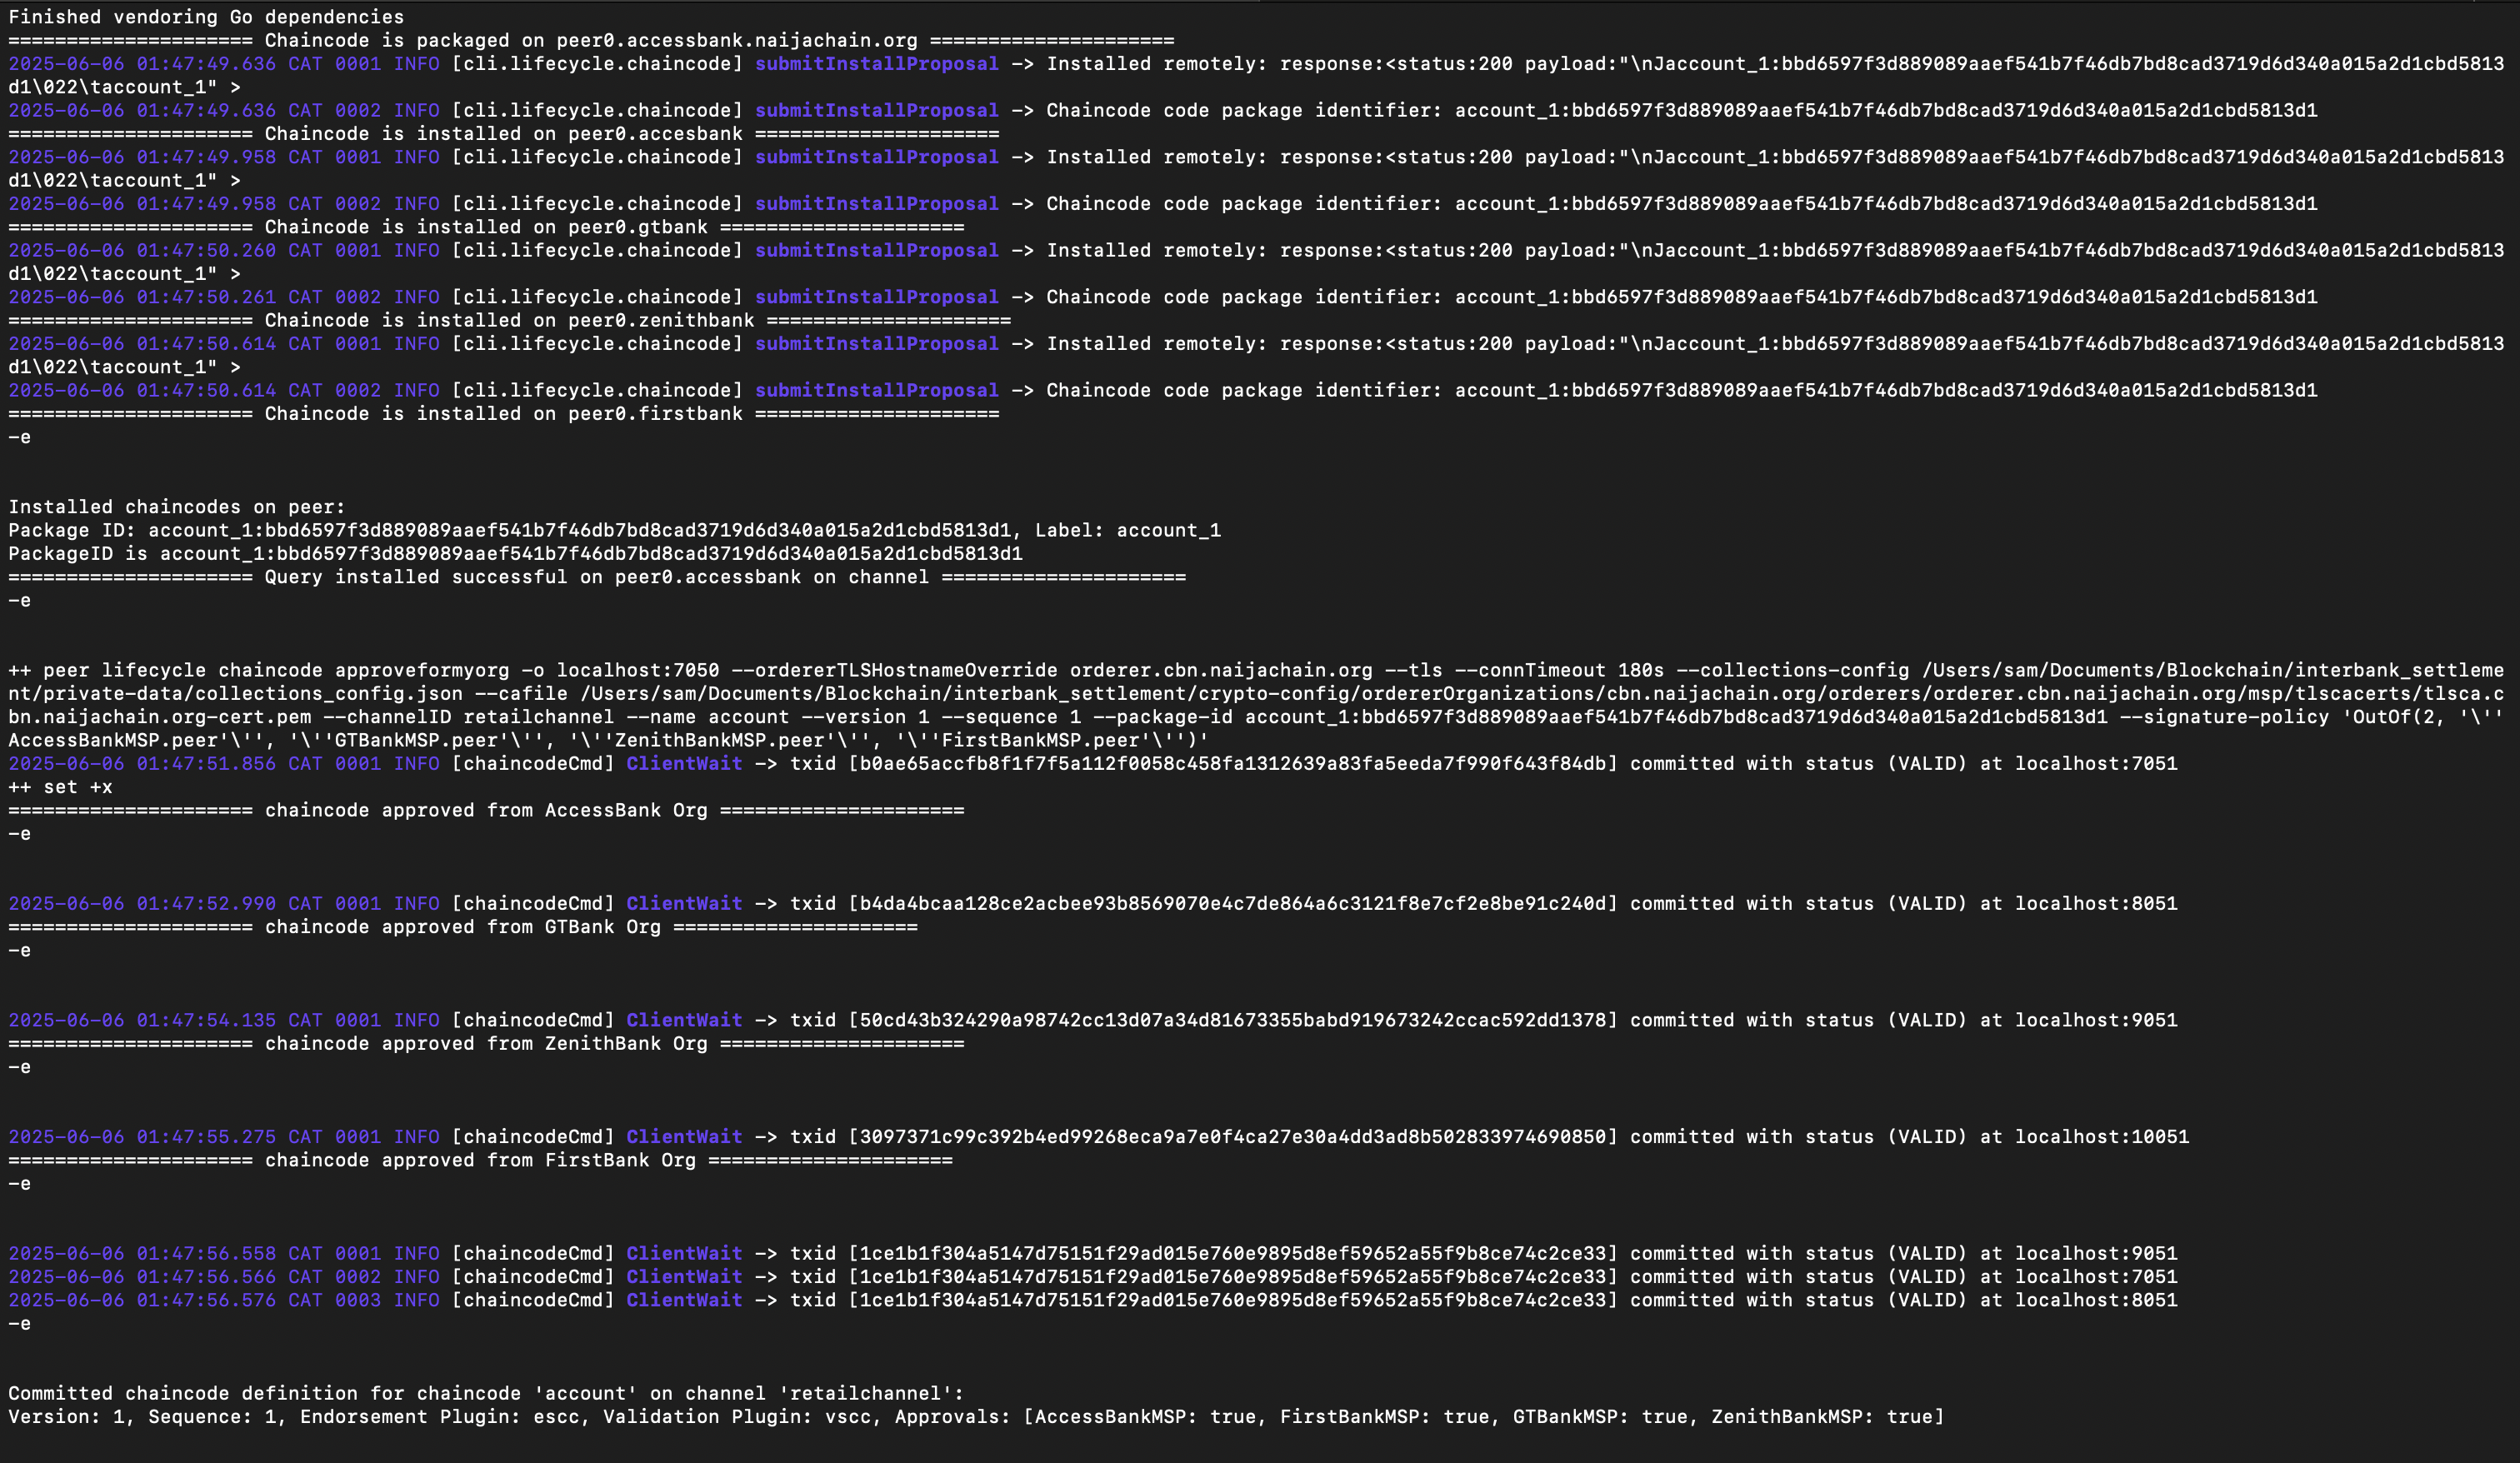 Finished vendoring Go dependencies
===================== Chaincode is packaged on peer0.accessbank.naijachain.org =====================
2025-06-06 01:47:49.636 CAT 0001 INFO [cli.lifecycle.chaincode] submitInstallProposal -> Installed remotely: response:<status:200 payload:"\nJaccount_1:bbd6597f3d889089aaef541b7f46db7bd8cad3719d6d340a015a2d1cbd5813
d1\022\taccount_1" >
2025-06-06 01:47:49.636 CAT 0002 INFO [cli.lifecycle.chaincode] submitInstallProposal -> Chaincode code package identifier: account_1:bbd6597f3d889089aaef541b7f46db7bd8cad3719d6d340a015a2d1cbd5813d1
===================== Chaincode is installed on peer0.accesbank =====================
2025-06-06 01:47:49.958 CAT 0001 INFO [cli.lifecycle.chaincode] submitInstallProposal -> Installed remotely: response:<status:200 payload:"\nJaccount_1:bbd6597f3d889089aaef541b7f46db7bd8cad3719d6d340a015a2d1cbd5813
d1\022\taccount_1" >
2025-06-06 01:47:49.958 CAT 0002 INFO [cli.lifecycle.chaincode] submitInstallProposal -> Chaincode code package identifier: account_1:bbd6597f3d889089aaef541b7f46db7bd8cad3719d6d340a015a2d1cbd5813d1
===================== Chaincode is installed on peer0.gtbank =====================
2025-06-06 01:47:50.260 CAT 0001 INFO [cli.lifecycle.chaincode] submitInstallProposal -> Installed remotely: response:<status:200 payload:"\nJaccount_1:bbd6597f3d889089aaef541b7f46db7bd8cad3719d6d340a015a2d1cbd5813
d1\022\taccount_1" >
2025-06-06 01:47:50.261 CAT 0002 INFO [cli.lifecycle.chaincode] submitInstallProposal -> Chaincode code package identifier: account_1:bbd6597f3d889089aaef541b7f46db7bd8cad3719d6d340a015a2d1cbd5813d1
===================== Chaincode is installed on peer0.zenithbank =====================
2025-06-06 01:47:50.614 CAT 0001 INFO [cli.lifecycle.chaincode] submitInstallProposal -> Installed remotely: response:<status:200 payload:"\nJaccount_1:bbd6597f3d889089aaef541b7f46db7bd8cad3719d6d340a015a2d1cbd5813
d1\022\taccount_1" >
2025-06-06 01:47:50.614 CAT 0002 INFO [cli.lifecycle.chaincode] submitInstallProposal -> Chaincode code package identifier: account_1:bbd6597f3d889089aaef541b7f46db7bd8cad3719d6d340a015a2d1cbd5813d1
===================== Chaincode is installed on peer0.firstbank =====================
-e
Installed chaincodes on peer:
Package ID: account_1:bbd6597f3d889089aaef541b7f46db7bd8cad3719d6d340a015a2d1cbd5813d1, Label: account_1
PackageID is account_1:bbd6597f3d889089aaef541b7f46db7bd8cad3719d6d340a015a2d1cbd5813d1
===================== Query installed successful on peer0.accessbank on channel =====================
-e
++ peer lifecycle chaincode approveformyorg -o localhost:7050 --ordererTLSHostnameOverride orderer.cbn.naijachain.org --tls --connTimeout 180s --collections-config /Users/sam/Documents/Blockchain/interbank_settleme
nt/private-data/collections_config.json --cafile /Users/sam/Documents/Blockchain/interbank_settlement/crypto-config/ordererOrganizations/cbn.naijachain.org/orderers/orderer.cbn.naijachain.org/msp/tlscacerts/tlsca.c
bn.naijachain.org-cert.pem --channelID retailchannel --name account --version 1 --sequence 1 --package-id account_1:bbd6597f3d889089aaef541b7f46db7bd8cad3719d6d340a015a2d1cbd5813d1 --signature-policy 'OutOf(2, '\''
AccessBankMSP.peer'\'', '\''GTBankMSP.peer'\'', '\''ZenithBankMSP.peer'\'', '\''FirstBankMSP.peer'\'')'
2025-06-06 01:47:51.856 CAT 0001 INFO [chaincodeCmd] ClientWait -> txid [b0ae65accfb8f1f7f5a112f0058c458fa1312639a83fa5eeda7f990f643f84db] committed with status (VALID) at localhost:7051
++ set +x
===================== chaincode approved from AccessBank Org =====================
-e
2025-06-06 01:47:52.990 CAT 0001 INFO [chaincodeCmd] ClientWait -> txid [b4da4bcaa128ce2acbee93b8569070e4c7de864a6c3121f8e7cf2e8be91c240d] committed with status (VALID) at localhost:8051
===================== chaincode approved from GTBank Org =====================
-e
2025-06-06 01:47:54.135 CAT 0001 INFO [chaincodeCmd] ClientWait -> txid [50cd43b324290a98742cc13d07a34d81673355babd919673242ccac592dd1378] committed with status (VALID) at localhost:9051
===================== chaincode approved from ZenithBank Org =====================
-e
2025-06-06 01:47:55.275 CAT 0001 INFO [chaincodeCmd] ClientWait -> txid [3097371c99c392b4ed99268eca9a7e0f4ca27e30a4dd3ad8b502833974690850] committed with status (VALID) at localhost:10051
===================== chaincode approved from FirstBank Org =====================
-e
2025-06-06 01:47:56.558 CAT 0001 INFO [chaincodeCmd] ClientWait -> txid [1ce1b1f304a5147d75151f29ad015e760e9895d8ef59652a55f9b8ce74c2ce33] committed with status (VALID) at localhost:9051
2025-06-06 01:47:56.566 CAT 0002 INFO [chaincodeCmd] ClientWait -> txid [1ce1b1f304a5147d75151f29ad015e760e9895d8ef59652a55f9b8ce74c2ce33] committed with status (VALID) at localhost:7051
2025-06-06 01:47:56.576 CAT 0003 INFO [chaincodeCmd] ClientWait -> txid [1ce1b1f304a5147d75151f29ad015e760e9895d8ef59652a55f9b8ce74c2ce33] committed with status (VALID) at localhost:8051
-e
Committed chaincode definition for chaincode 'account' on channel 'retailchannel':
Version: 1, Sequence: 1, Endorsement Plugin: escc, Validation Plugin: vscc, Approvals: [AccessBankMSP: true, FirstBankMSP: true, GTBankMSP: true, ZenithBankMSP: true]